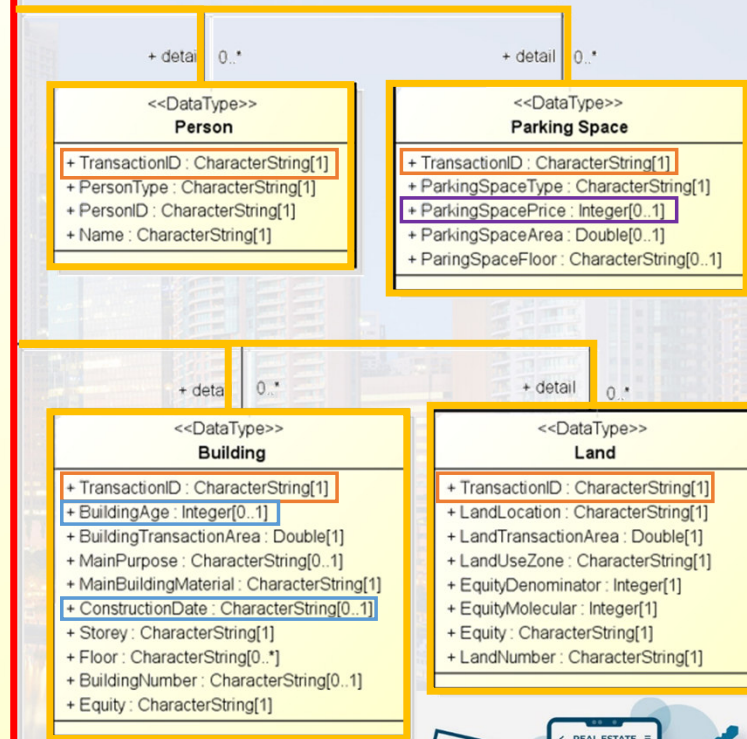 + detai 0..*
+ detail 0..*
<<DataType>>
Person
+ TransactionID : CharacterString[1]
+ PersonType : CharacterString[1]
+ PersonID : CharacterString[1]
+ Name : CharacterString[1]
<<DataType>>
Parking Space
+ TransactionID : CharacterString[1]
+ ParkingSpaceType : CharacterString[1]
+ ParkingSpacePrice : Integer[0..1]
+ ParkingSpaceArea : Double[0..1]
+ ParingSpaceFloor : CharacterString[0..1]
+ deta 0..*
+ detail 0..*
<<DataType>>
Building
+ TransactionID : CharacterString[1]
+ BuildingAge : Integer[0..1]
+ BuildingTransactionArea : Double[1]
+ MainPurpose : CharacterString[0..1]
+ MainBuildingMaterial : CharacterString[1]
+ ConstructionDate : CharacterString[0..1]
+ Storey : CharacterString[1]
+ Floor : CharacterString[0..*]
+ BuildingNumber : CharacterString[0..1]
+ Equity : CharacterString[1]
<<DataType>>
Land
+ TransactionID : CharacterString[1]
+ LandLocation : CharacterString[1]
+ LandTransactionArea : Double[1]
+ LandUseZone : CharacterString[1]
+ EquityDenominator : Integer[1]
+ EquityMolecular : Integer[1]
+ Equity : CharacterString[1]
+ LandNumber : CharacterString[1]
REAL ESTATE